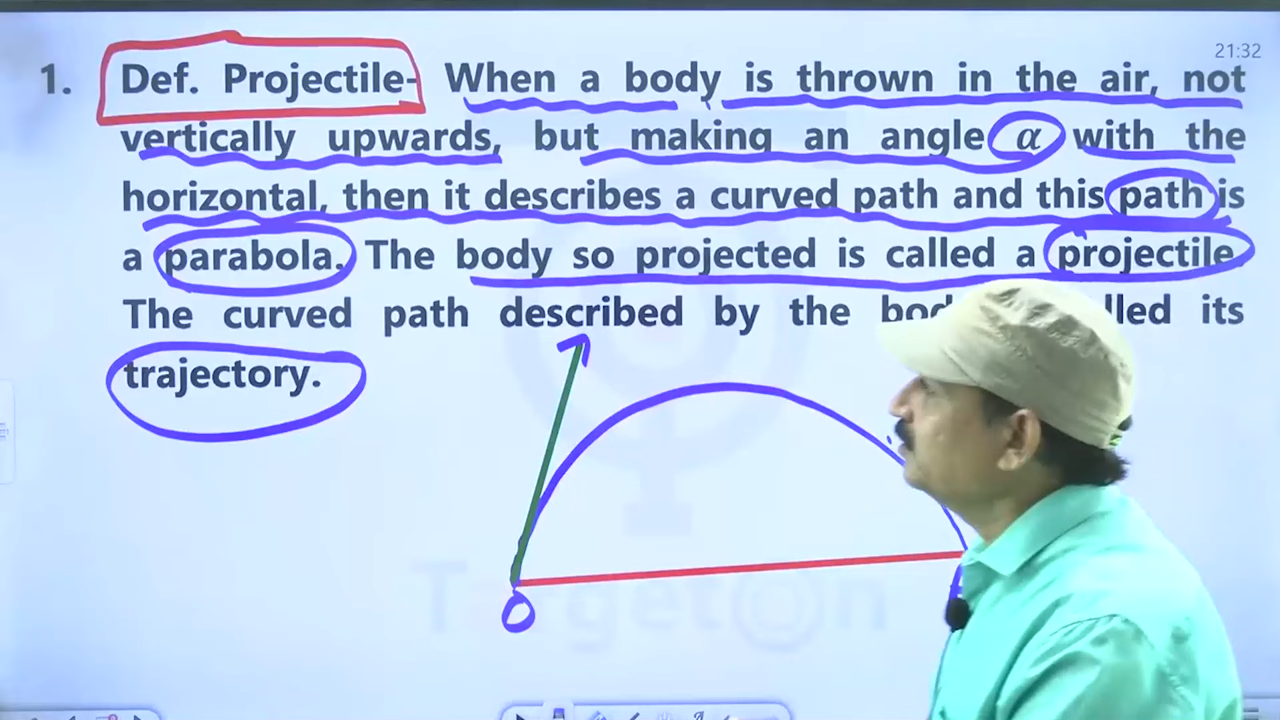 21:32
1. Def. Projectile- When a body is thrown in the air, not
vertically upwards, but making an angle α with the
horizontal, then it describes a curved path and this path is
a parabola. The body so projected is called a projectile
The curved path described by the its
trajectory.
O
Target@n